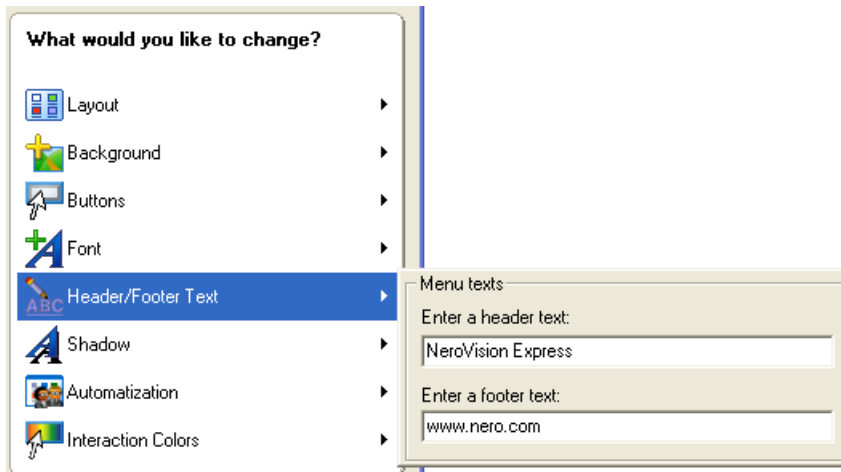 What would you like to change?
Layout
Background
Buttons
Font
ABC Header/Footer Text
Menu texts
Enter a header text:
NeroVision Express
Shadow
Enter a footer text:
Automatization
www.nero.com
Interaction Colors